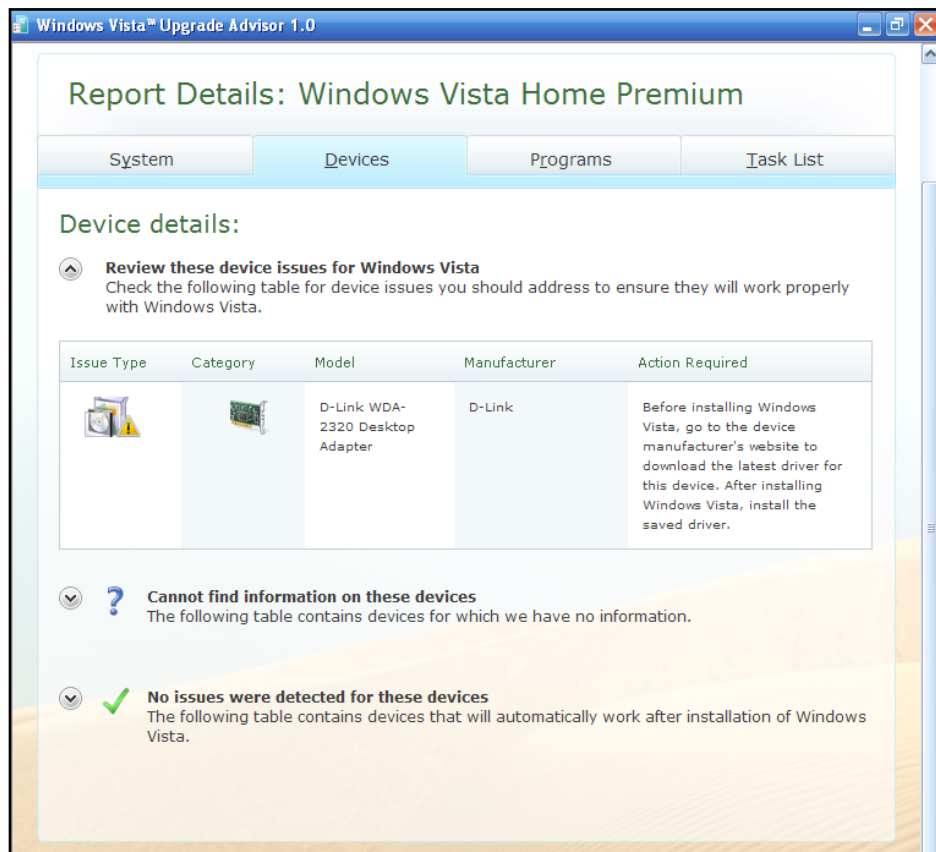 Windows Vista™ Upgrade Advisor 1.0
Report Details: Windows Vista Home Premium
System
Devices
Programs
Task List
Device details:
Review these device issues for Windows Vista
Check the following table for device issues you should address to ensure they will work properly
with Windows Vista.
Issue Type
Category
Model
Manufacturer
Action Required
D-Link WDA-
2320 Desktop
Adapter
D-Link
Before installing Windows
Vista, go to the device
manufacturer's website to
download the latest driver for
this device. After installing
Windows Vista, install the
saved driver.
Cannot find information on these devices
The following table contains devices for which we have no information.
No issues were detected for these devices
The following table contains devices that will automatically work after installation of Windows
Vista.